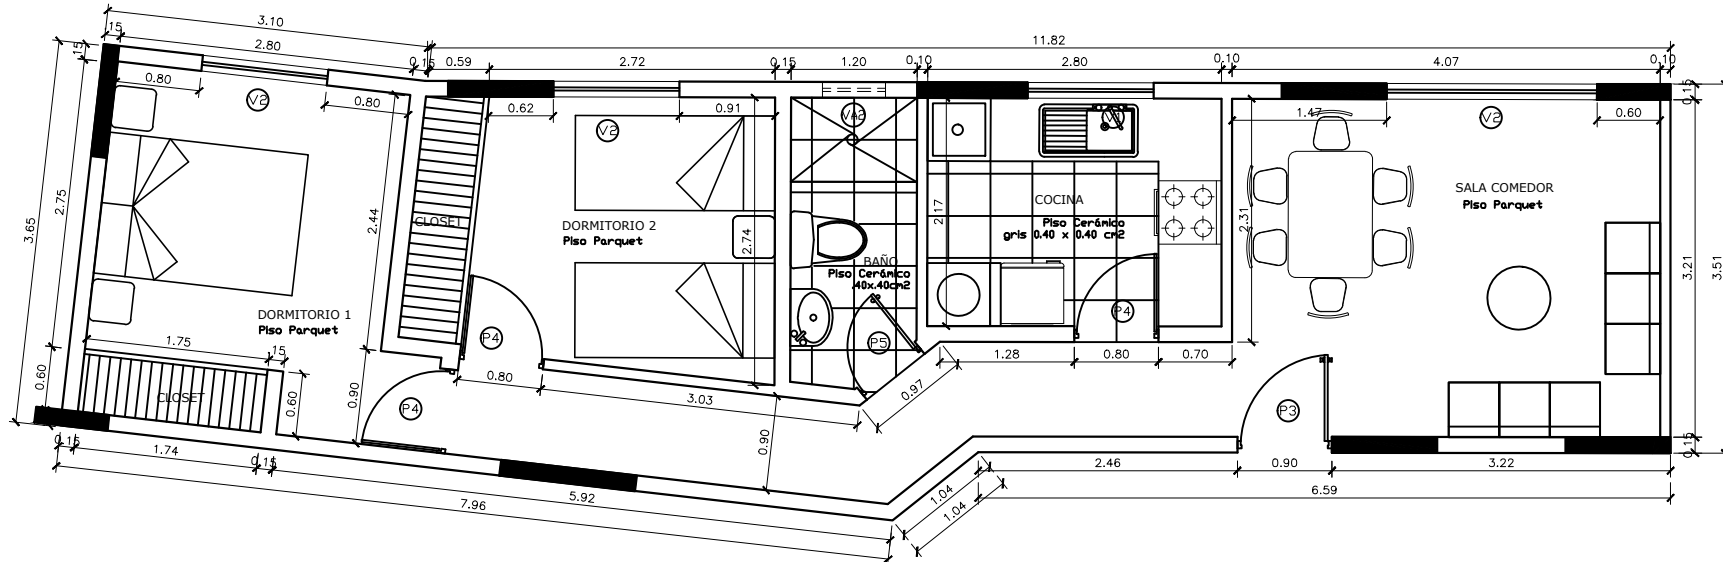 3.10
.15
2.80
0.15
11.82
0.59
2.72
0.15
1.20
0.10
2.80
0.10
4.07
0.10
.15
0.80
V2
0.80
0.62
V2
0.91
VA2
1.47
V2
0.60
0.15
3.65
2.75
2.44
CLOSET
DORMITORIO 2
Piso Parquet
2.74
BAÑO
Piso Cerámico
.40x.40cm2
2.17
COCINA
Piso Cerámico
gris 0.40 x 0.40 cm2
2.31
SALA COMEDOR
Piso Parquet
3.21
3.51
DORMITORIO 1
Piso Parquet
P4
P5
P4
1.75
.15
0.60
CLOSET
0.60
0.90
P4
0.80
3.03
0.97
1.28
0.80
0.70
P3
0.90
0.15
1.74
0.15
5.92
7.96
1.04
1.04
2.46
0.90
3.22
6.59
0.15